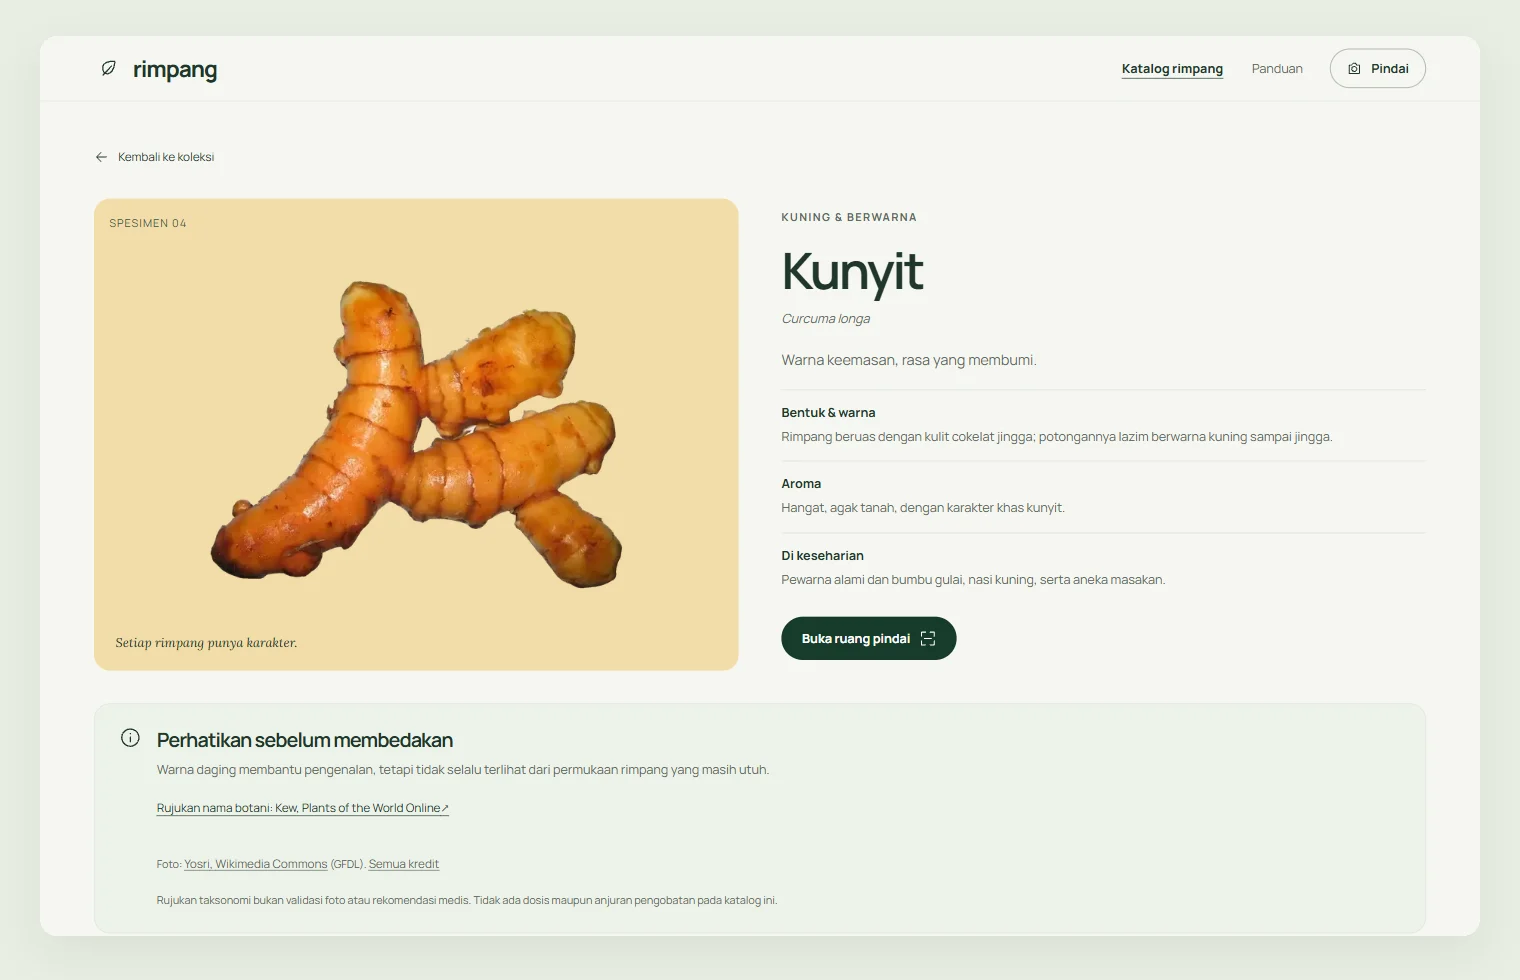 rimpang
Katalog rimpang
Panduan
Pindai
Kembali ke koleksi
SPESIMEN 04
Setiap rimpang punya karakter.
KUNING & BERWARNA
Kunyit
Curcuma longa
Warna keemasan, rasa yang membumi.
Bentuk & warna
Rimpang beruas dengan kulit cokelat jingga; potongannya lazim berwarna kuning sampai jingga.
Aroma
Hangat, agak tanah, dengan karakter khas kunyit.
Di keseharian
Pewarna alami dan bumbu gulai, nasi kuning, serta aneka masakan.
Buka ruang pindai
Perhatikan sebelum membedakan
Warna daging membantu pengenalan, tetapi tidak selalu terlihat dari permukaan rimpang yang masih utuh.
Rujukan nama botani: Kew, Plants of the World Online↗
Foto: Yosri, Wikimedia Commons (GFDL). Semua kredit
Rujukan taksonomi bukan validasi foto atau rekomendasi medis. Tidak ada dosis maupun anjuran pengobatan pada katalog ini.